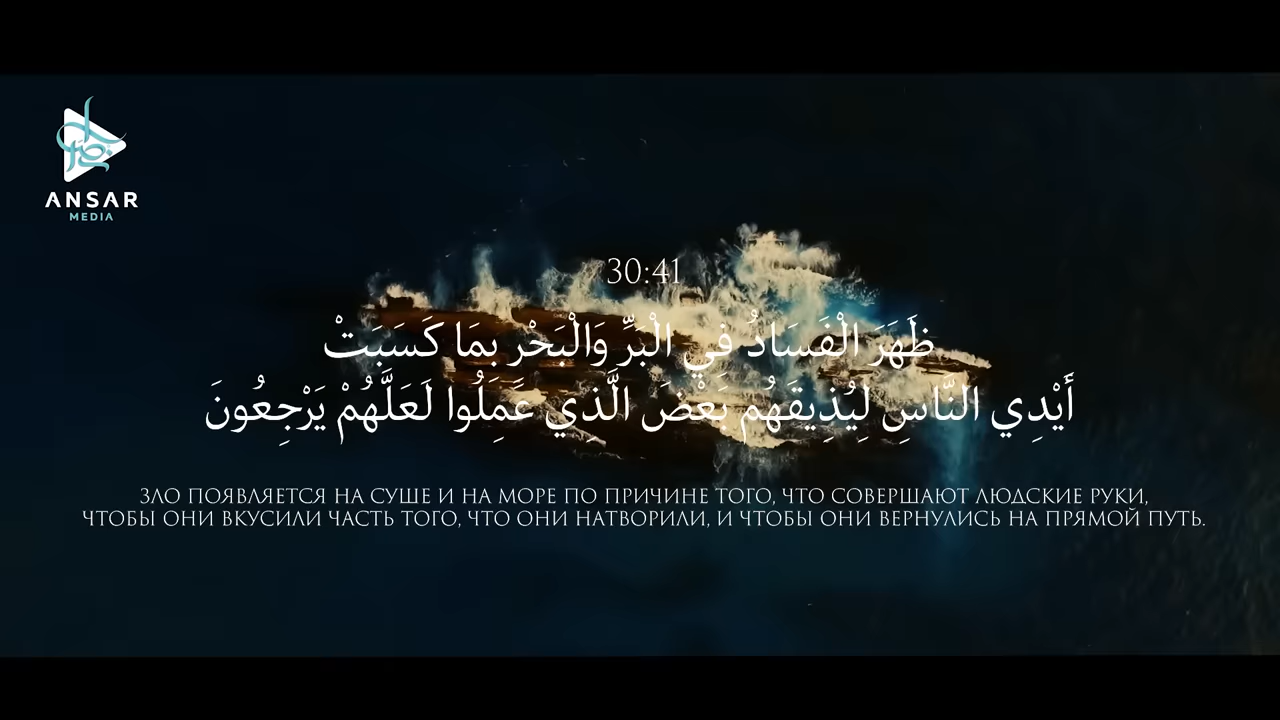 ANSAR
MEDIA
30:41
ظَهَرَ الْفَسَادُ فِي الْبَرِّ وَالْبَحْرِ بِمَا كَسَبَتْ
أَيْدِي النَّاسِ لِيُذِيقَهُم بَعْضَ الَّذِي عَمِلُوا لَعَلَّهُمْ يَرْجِعُونَ
ЗЛО ПОЯВЛЯЕТСЯ НА СУШЕ И НА МОРЕ ПО ПРИЧИНЕ ТОГО, ЧТО СОВЕРШАЮТ ЛЮДСКИЕ РУКИ,
ЧТОБЫ ОНИ ВКУСИЛИ ЧАСТЬ ТОГО, ЧТО ОНИ НАТВОРИЛИ, И ЧТОБЫ ОНИ ВЕРНУЛИСЬ НА ПРЯМОЙ ПУТЬ.